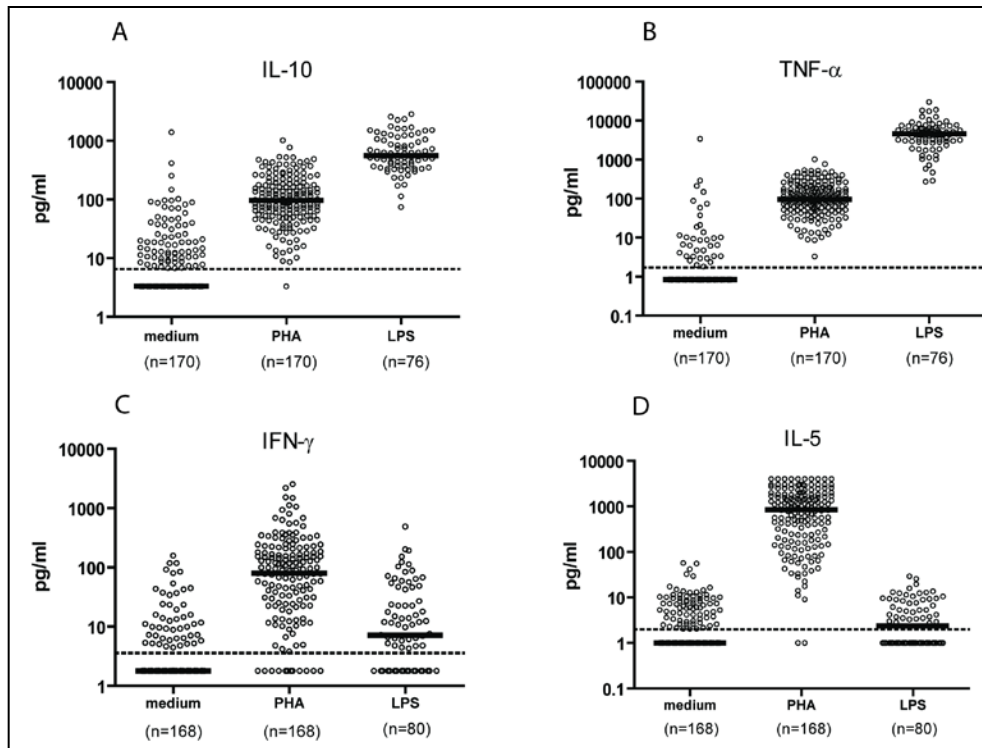 A
IL-10
10000
1000
100
10
1
pg/ml
medium PHA LPS
(n=170) (n=170) (n=76)
B
TNF-α
100000
10000
1000
100
10
1
0.1
pg/ml
medium PHA LPS
(n=170) (n=170) (n=76)
C
IFN-γ
10000
1000
100
10
1
pg/ml
medium PHA LPS
(n=168) (n=168) (n=80)
D
IL-5
10000
1000
100
10
1
0.1
pg/ml
medium PHA LPS
(n=168) (n=168) (n=80)